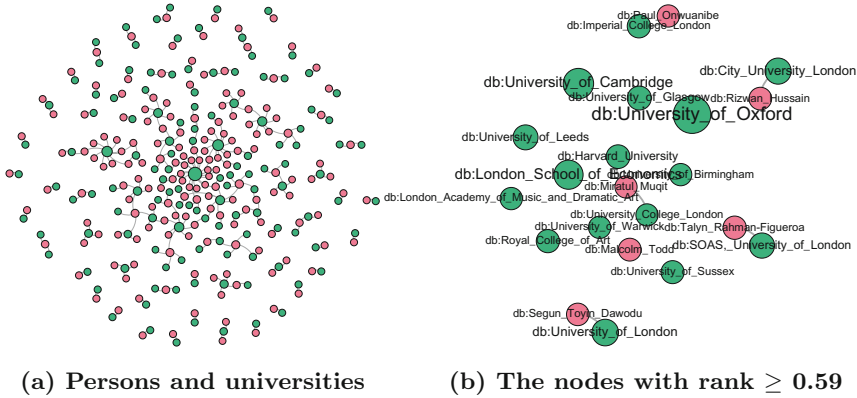 db:Paul_Onwuanibe
db:Imperial_College_London
db:City_University_London
db:University_of_Cambridge
db:University_of_Glasgow
db:Rizwan_Hussain
db:University_of_Oxford
db:University_of_Leeds
db:Harvard_University
db:London_School_of_Economics
db:University_of_Birmingham
db:Miratul_Muqit
db:London_Academy_of_Music_and_Dramatic_Art
db:University_College_London
db:University_of_Warwick
db:Talyn_Rahman-Figueroa
db:Royal_College_of_Art
db:Malcolm_Todd
db:SOAS,_University_of_London
db:University_of_Sussex
db:Segun_Toyin_Dawodu
db:University_of_London
(a) Persons and universities
(b) The nodes with rank ≥ 0.59